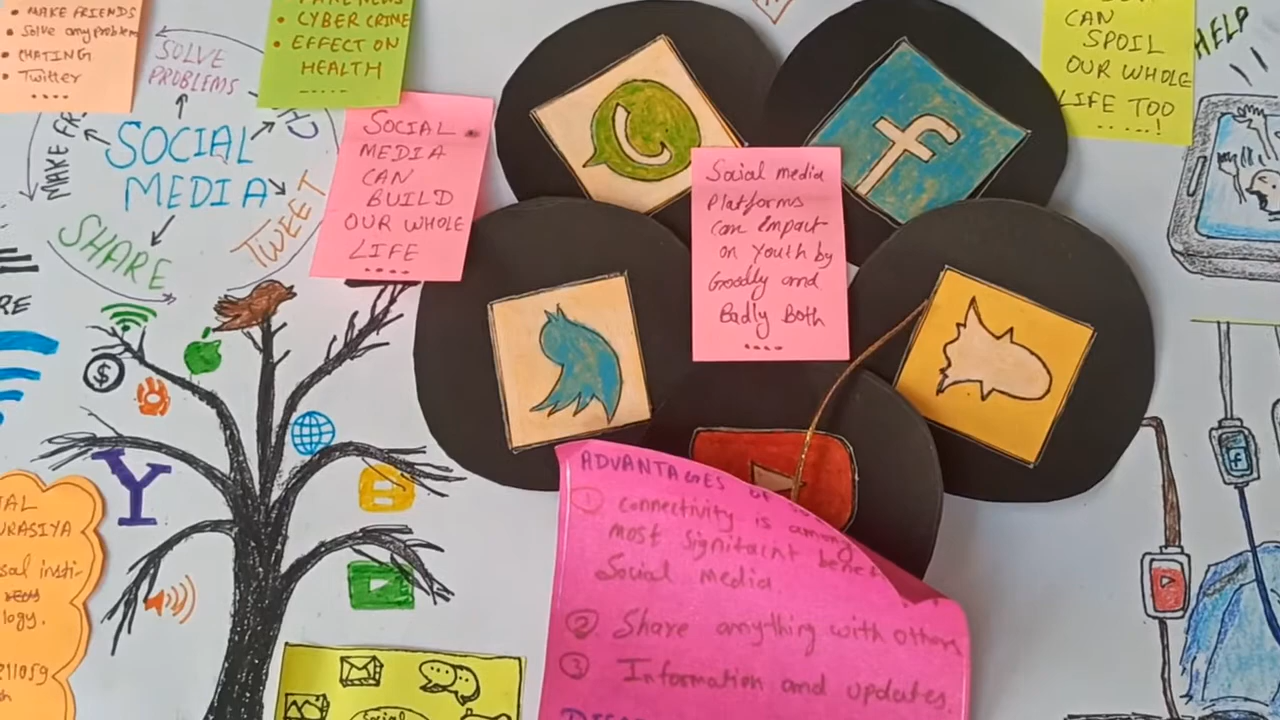 MAKE FRIENDS
Solve any problem
CHATING
Twitter
....
CYBER CRIME
EFFECT ON
HEALTH
.....
SOLVE
PROBLEMS
SOCIAL
MEDIA
SHARE
TWEET
MAKE
SOCIAL
MEDIA
CAN
BUILD
OUR WHOLE
LIFE
....
Social media
Platforms
can Impact
on Youth by
Goodly and
Badly Both
....
CAN
SPOIL
OUR WHOLE
LIFE TOO
.....!
HELP
f
f
$
Y
B
ADVANTAGES OF
① Connectivity is among
most signitacnt
Social media
② Share anything with others
③ Information and updates.
Social